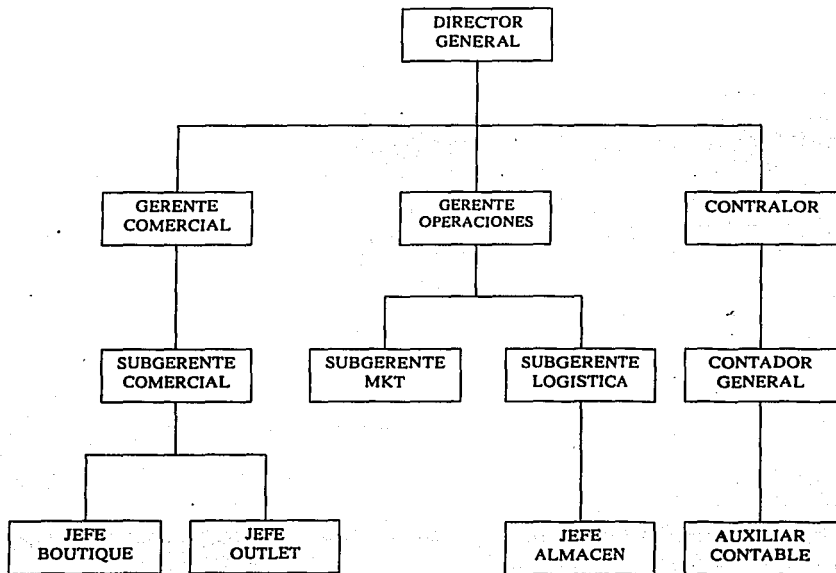 DIRECTOR
GENERAL
GERENTE
COMERCIAL
GERENTE
OPERACIONES
CONTRALOR
SUBGERENTE
COMERCIAL
SUBGERENTE
MKT
SUBGERENTE
LOGISTICA
CONTADOR
GENERAL
JEFE
BOUTIQUE
JEFE
OUTLET
JEFE
ALMACEN
AUXILIAR
CONTABLE